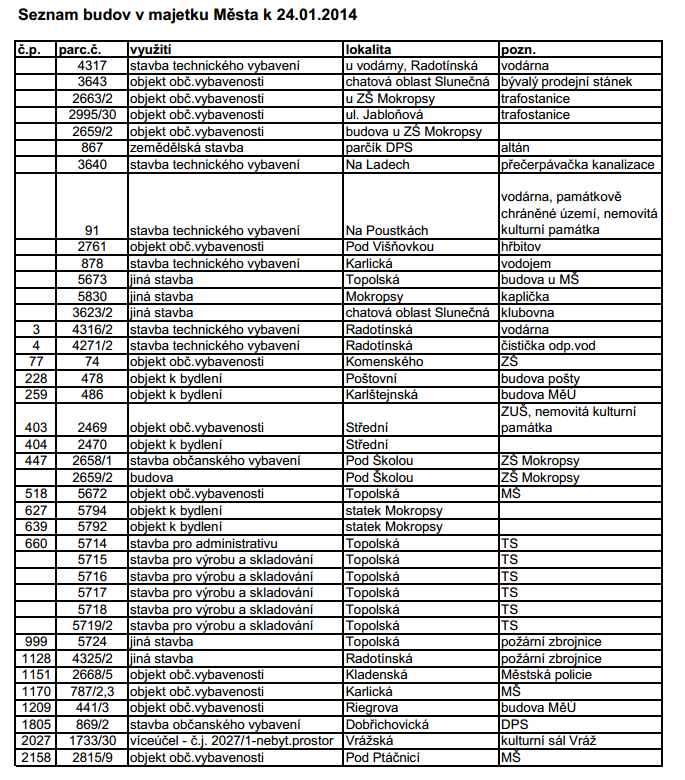 Seznam budov v majetku Města k 24.01.2014
č.p. parc.č. využití lokalita pozn.
4317 stavba technického vybavení u vodárny, Radotínská vodárna
3643 objekt obč.vybavenosti chatová oblast Slunečná bývalý prodejní stánek
2663/2 objekt obč.vybavenosti u ZŠ Mokropsy trafostanice
2995/30 objekt obč.vybavenosti ul. Jabloňová trafostanice
2659/2 objekt obč.vybavenosti budova u ZŠ Mokropsy
867 zemědělská stavba parčík DPS altán
3640 stavba technického vybavení Na Ladech přečerpávačka kanalizace
vodárna, památkově
chráněné území, nemovitá
91 stavba technického vybavení Na Poustkách kulturní památka
2761 objekt obč.vybavenosti Pod Višňovkou hřbitov
878 stavba technického vybavení Karlická vodojem
5673 jiná stavba Topolská budova u MŠ
5830 jiná stavba Mokropsy kaplička
3623/2 jiná stavba chatová oblast Slunečná klubovna
3 4316/2 stavba technického vybavení Radotínská vodárna
4 4271/2 stavba technického vybavení Radotínská čistička odp.vod
77 74 objekt obč.vybavenosti Komenského ZŠ
228 478 objekt k bydlení Poštovní budova pošty
259 486 objekt k bydlení Karlštejnská budova MěÚ
ZUŠ, nemovitá kulturní
403 2469 objekt obč.vybavenosti Střední památka
404 2470 objekt k bydlení Střední
447 2658/1 stavba občanského vybavení Pod Školou ZŠ Mokropsy
2659/2 budova Pod Školou ZŠ Mokropsy
518 5672 objekt obč.vybavenosti Topolská MŠ
627 5794 objekt k bydlení statek Mokropsy
639 5792 objekt k bydlení statek Mokropsy
660 5714 stavba pro administrativu Topolská TS
5715 stavba pro výrobu a skladování Topolská TS
5716 stavba pro výrobu a skladování Topolská TS
5717 stavba pro výrobu a skladování Topolská TS
5718 stavba pro výrobu a skladování Topolská TS
5719/2 stavba pro výrobu a skladování Topolská TS
999 5724 jiná stavba Topolská požární zbrojnice
1128 4325/2 jiná stavba Radotínská požární zbrojnice
1151 2668/5 objekt obč.vybavenosti Kladenská Městská policie
1170 787/2,3 objekt obč.vybavenosti Karlická MŠ
1209 441/3 objekt obč.vybavenosti Riegrova budova MěÚ
1805 869/2 stavba občanského vybavení Dobřichovická DPS
2027 1733/30 víceúčel - č.j. 2027/1-nebyt.prostor Vrážská kulturní sál Vráž
2158 2815/9 objekt obč.vybavenosti Pod Ptáčnicí MŠ